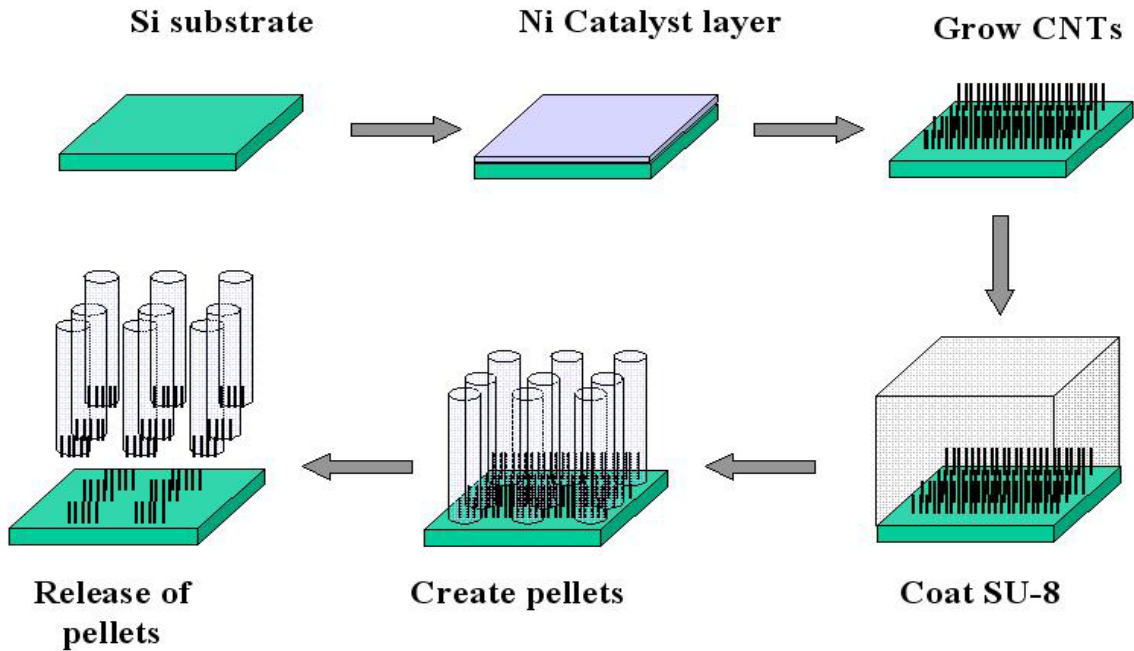 Si substrate
Ni Catalyst layer
Grow CNTs
Release of
pellets
Create pellets
Coat SU-8